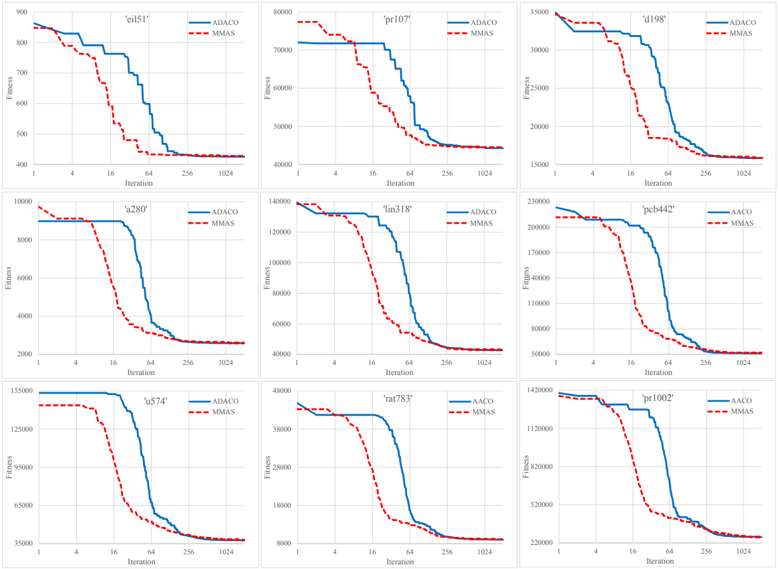 'eil51'
ADACO
MMAS
900
800
700
600
500
400
Fitness
1 4 16 64 256 1024
Iteration
'pr107'
ADACO
MMAS
80000
70000
60000
50000
40000
Fitness
1 4 16 64 256 1024
Iteration
'd198'
ADACO
MMAS
35000
30000
25000
20000
15000
Fitness
1 4 16 64 256 1024
Iteration
'a280'
ADACO
MMAS
10000
8000
6000
4000
2000
Fitness
1 4 16 64 256 1024
Iteration
'lin318'
ADACO
MMAS
140000
120000
100000
80000
60000
40000
Fitness
1 4 16 64 256 1024
Iteration
'pcb442'
AACO
MMAS
230000
200000
170000
140000
110000
80000
50000
Fitness
1 4 16 64 256 1024
Iteration
'u574'
ADACO
MMAS
155000
125000
95000
65000
35000
Fitness
1 4 16 64 256 1024
Iteration
'rat783'
AACO
MMAS
48000
38000
28000
18000
8000
Fitness
1 4 16 64 256 1024
Iteration
'pr1002'
AACO
MMAS
1420000
1120000
820000
520000
220000
Fitness
1 4 16 64 256 1024
Iteration